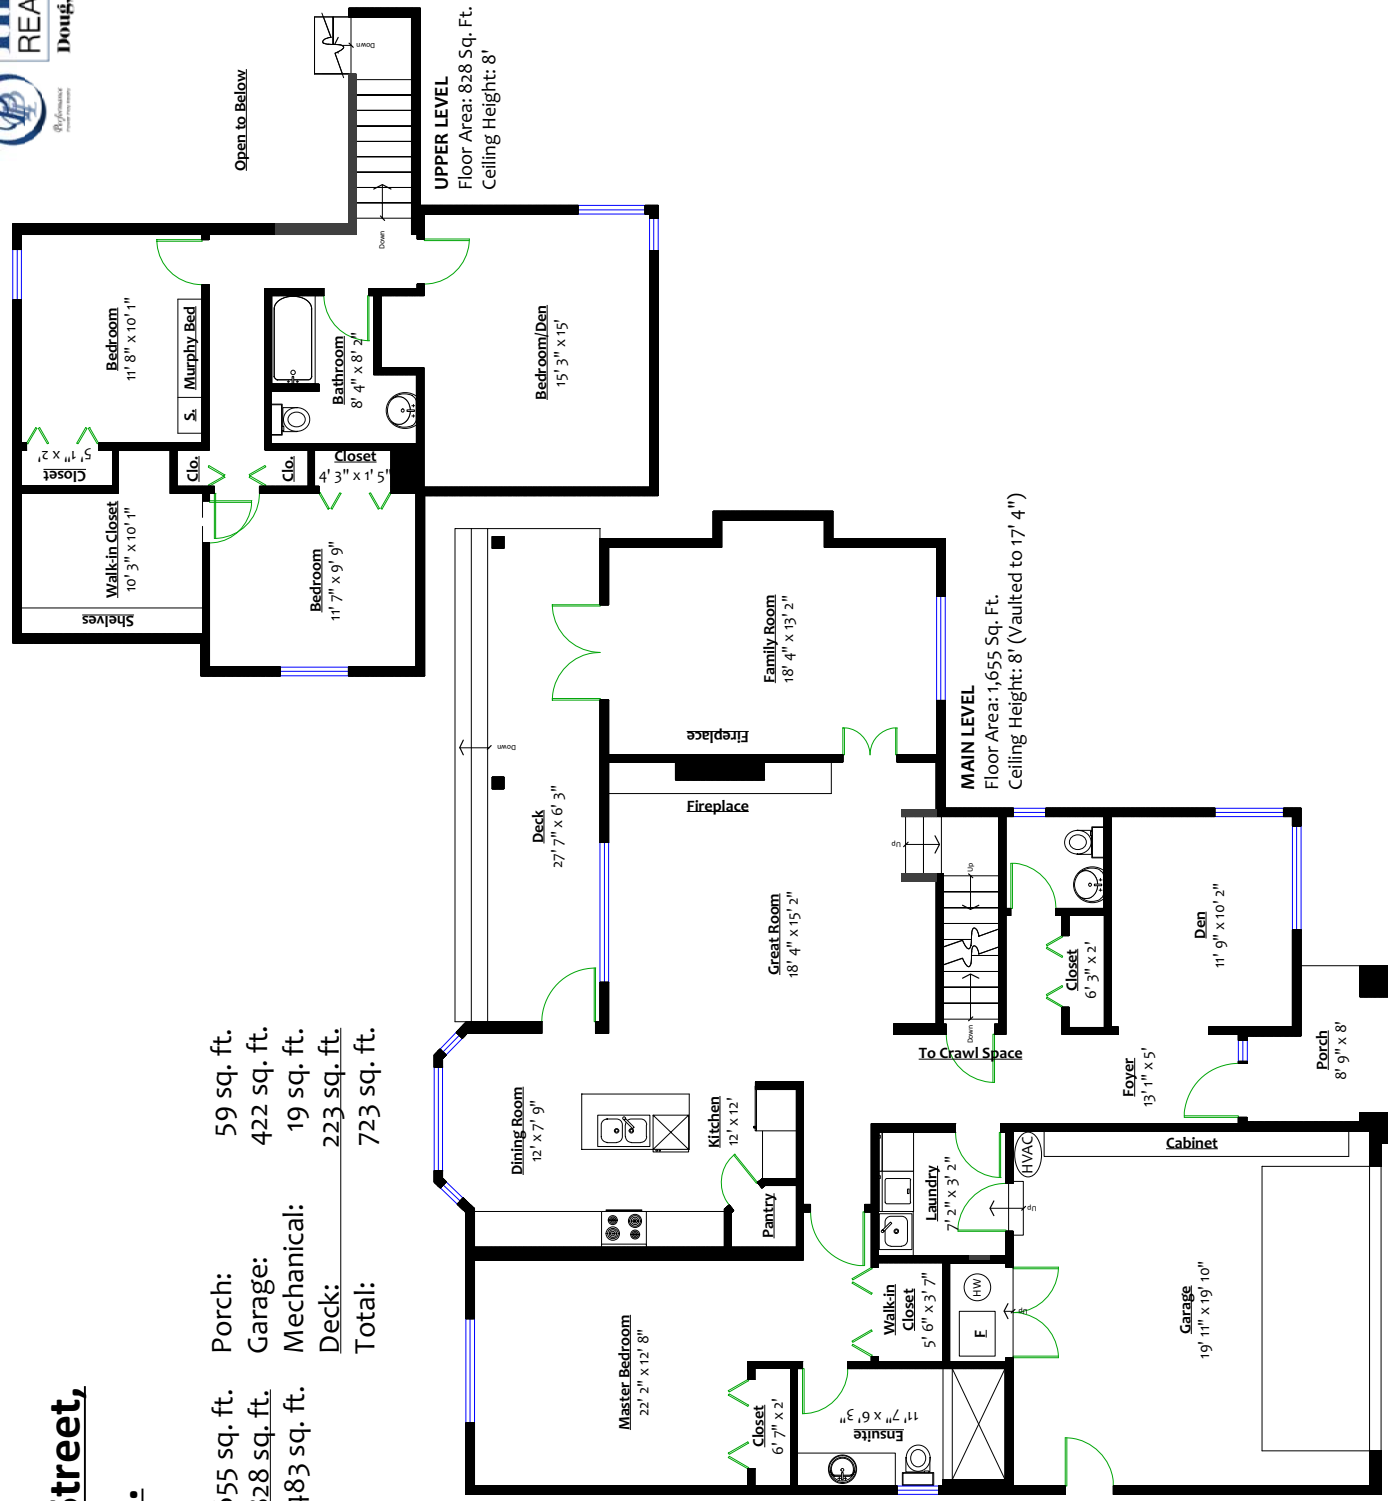 REA
Doug,
Street,
655 sq. ft.
828 sq. ft.
483 sq. ft.
Porch: 59 sq. ft.
Garage: 422 sq. ft.
Mechanical: 19 sq. ft.
Deck: 223 sq. ft.
Total: 723 sq. ft.
Open to Below
UPPER LEVEL
Floor Area: 828 Sq. Ft.
Ceiling Height: 8'
Down
Down
Bedroom
11' 8" x 10' 1"
S.
Murphy Bed
Closet
5' 1" x 2'
Clo.
Clo.
Walk-in Closet
10' 3" x 10' 1"
Shelves
Bathroom
8' 4" x 8' 2"
Closet
4' 3" x 1' 5"
Bedroom
11' 7" x 9' 9"
Bedroom/Den
15' 3" x 15'
MAIN LEVEL
Floor Area: 1,655 Sq. Ft.
Ceiling Height: 8' (Vaulted to 17' 4")
Down
Deck
27' 7" x 6' 3"
Family Room
18' 4" x 13' 2"
Fireplace
Fireplace
Great Room
18' 4" x 15' 2"
Up
Up
Down
To Crawl Space
Closet
6' 3" x 2'
Den
11' 9" x 10' 2"
Foyer
13' 1" x 5'
Porch
8' 9" x 8'
Dining Room
12' x 7' 9"
Kitchen
12' x 12'
Pantry
Laundry
7' 2" x 3' 2"
HVAC
Cabinet
Up
Master Bedroom
22' 2" x 12' 8"
Walk-in
Closet
5' 6" x 3' 7"
HW
F
Up
Closet
6' 7" x 2'
Ensuite
11' 7" x 6' 3"
Garage
19' 11" x 19' 10"